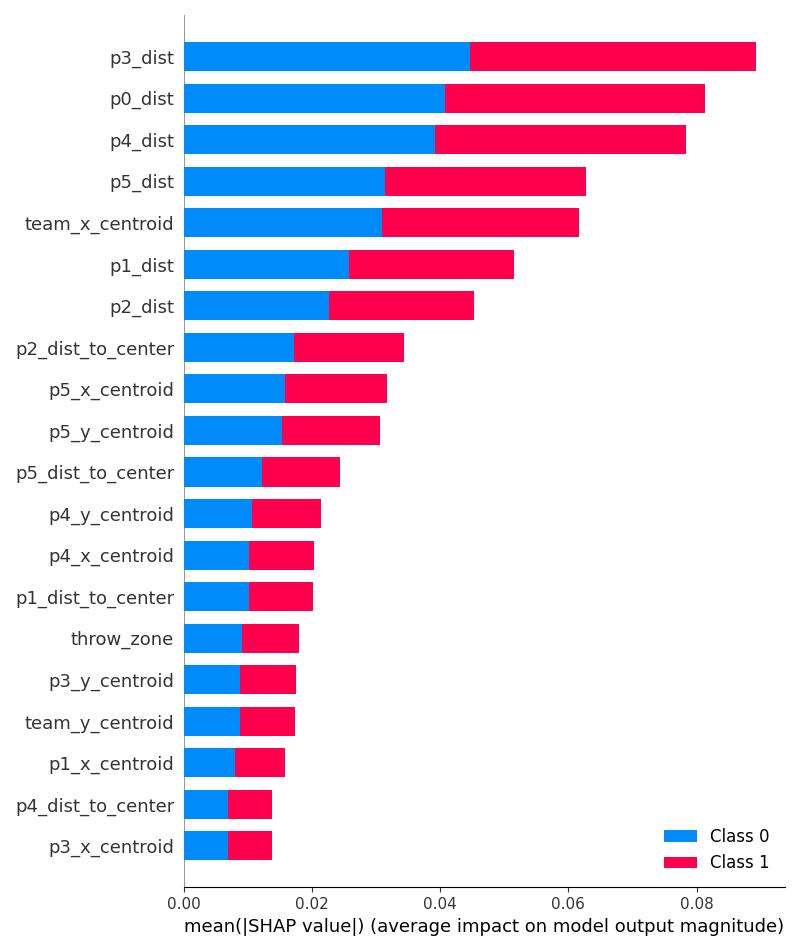 p3_dist
p0_dist
p4_dist
p5_dist
team_x_centroid
p1_dist
p2_dist
p2_dist_to_center
p5_x_centroid
p5_y_centroid
p5_dist_to_center
p4_y_centroid
p4_x_centroid
p1_dist_to_center
throw_zone
p3_y_centroid
team_y_centroid
p1_x_centroid
p4_dist_to_center
p3_x_centroid
Class 0
Class 1
0.00 0.02 0.04 0.06 0.08
mean(|SHAP value|) (average impact on model output magnitude)